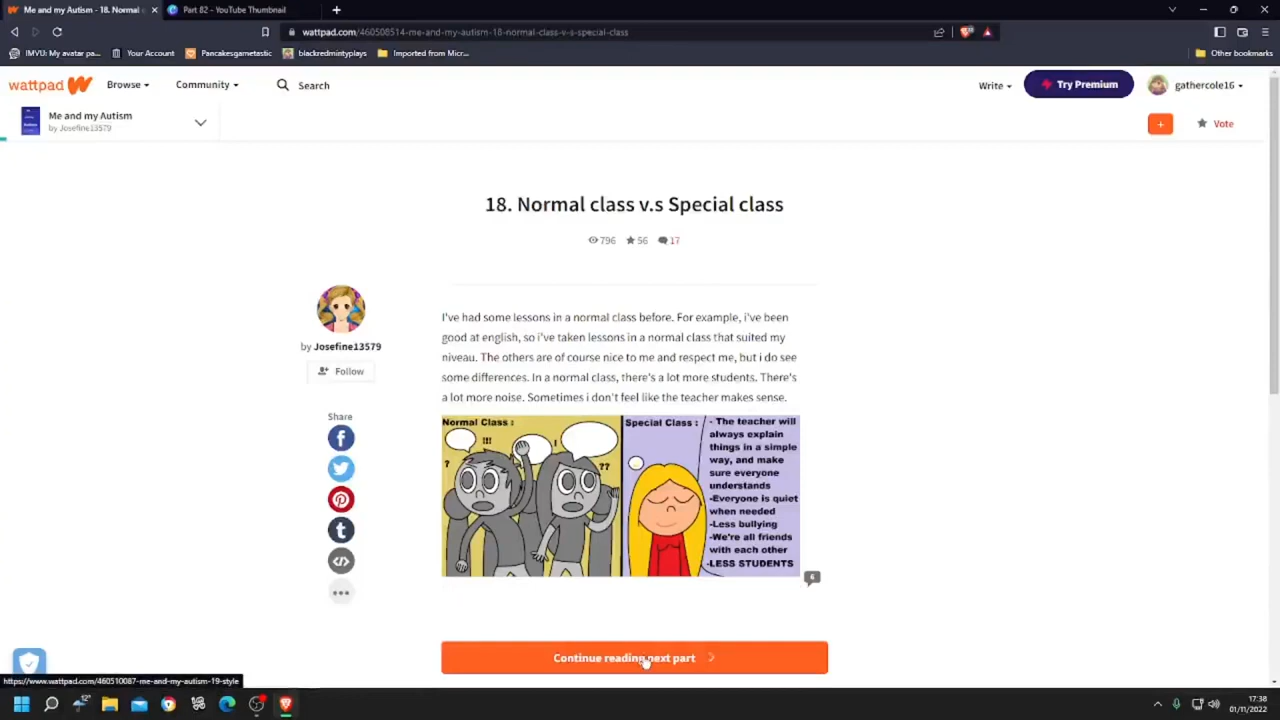 Me and my Autism - 18. Normal
Part 82 - YouTube Thumbnail
wattpad.com/460508514-me-and-my-autism-18-normal-class-v-s-special-class
IMVU: My avatar pa...
Your Account
Pancakesgametastic
blackredmintyplays
Imported from Micr...
Other bookmarks
wattpad
Browse
Community
Search
Write
Try Premium
gathercole16
Me and my Autism
by Josefine13579
+
Vote
18. Normal class v.s Special class
796
56
17
by Josefine13579
Follow
Share
I've had some lessons in a normal class before. For example, i've been
good at english, so i've taken lessons in a normal class that suited my
niveau. The others are of course nice to me and respect me, but i do see
some differences. In a normal class, there's a lot more students. There's
a lot more noise. Sometimes i don't feel like the teacher makes sense.
Normal Class :
!!!
!
?
??
Special Class :
- The teacher will
always explain
things in a simple
way, and make
sure everyone
understands
-Everyone is quiet
when needed
-Less bullying
-We're all friends
with each other
-LESS STUDENTS
6
Continue reading next part
https://www.wattpad.com/460510087-me-and-my-autism-19-style
17:38
01/11/2022